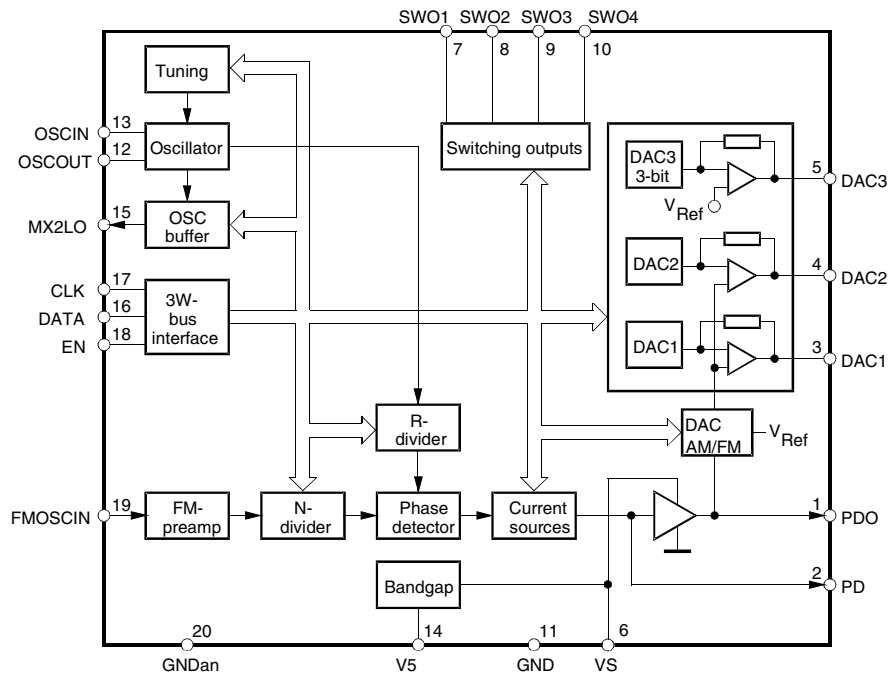 SWO1 SWO2 SWO3 SWO4
7 8 9 10
Tuning
13
OSCIN
12
OSCOUT
Oscillator
Switching outputs
DAC3
3-bit
5
DAC3
VRef
15
MX2LO
OSC
buffer
DAC2
4
DAC2
17
CLK
16
DATA
18
EN
3W-
bus
interface
DAC1
3
DAC1
R-
divider
DAC
AM/FM
VRef
19
FMOSCIN
FM-
preamp
N-
divider
Phase
detector
Current
sources
1
PDO
Bandgap
2
PD
20 14 11 6
GNDan V5 GND VS